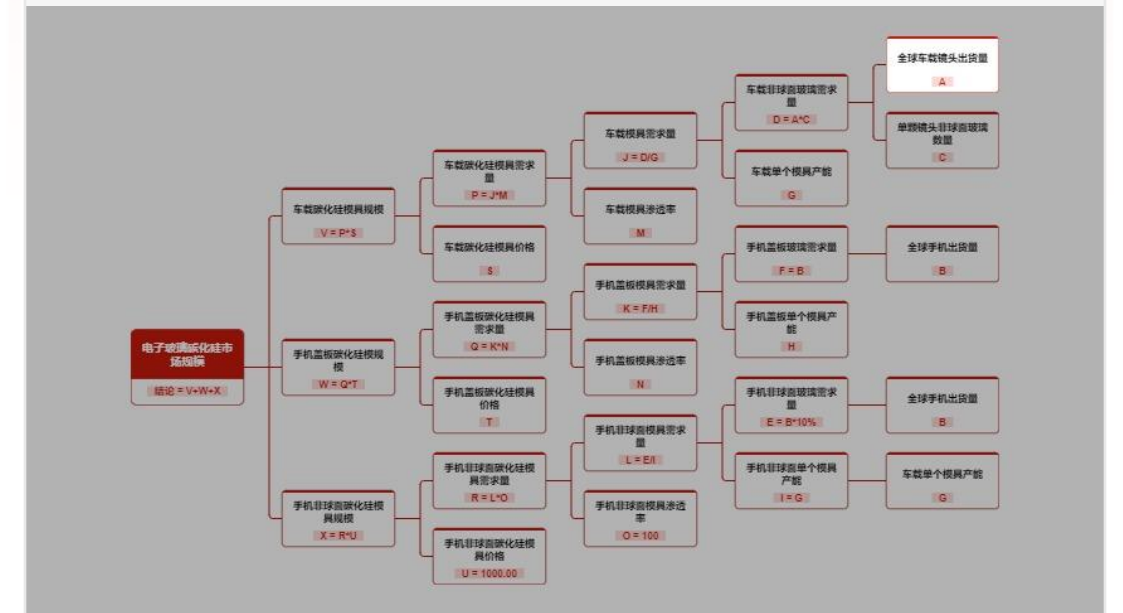 全球车载镜头出货量
A
车载非球面玻璃需求
量
D = A*C
单颗镜头非球面玻璃
数量
C
车载模具需求量
J = D/G
车载单个模具产能
G
车载碳化硅模具需求
量
P = J*M
车载模具渗透率
M
车载碳化硅模具规模
V = P*S
车载碳化硅模具价格
S
手机盖板玻璃需求量
F = B
全球手机出货量
B
手机盖板模具需求量
K = F/H
手机盖板单个模具产
能
H
手机盖板碳化硅模具
需求量
Q = K*N
手机盖板模具渗透率
N
电子玻璃碳化硅市
场规模
结论 = V+W+X
手机盖板碳化硅模规
模
W = Q*T
手机盖板碳化硅模具
价格
T
手机非球面玻璃需求
量
E = B*10%
全球手机出货量
B
手机非球面模具需求
量
L = E/I
手机非球面单个模具
产能
I = G
车载单个模具产能
G
手机非球面碳化硅模
具需求量
R = L*O
手机非球面模具渗透
率
O = 100
手机非球面碳化硅模
具规模
X = R*U
手机非球面碳化硅模
具价格
U = 1000.00